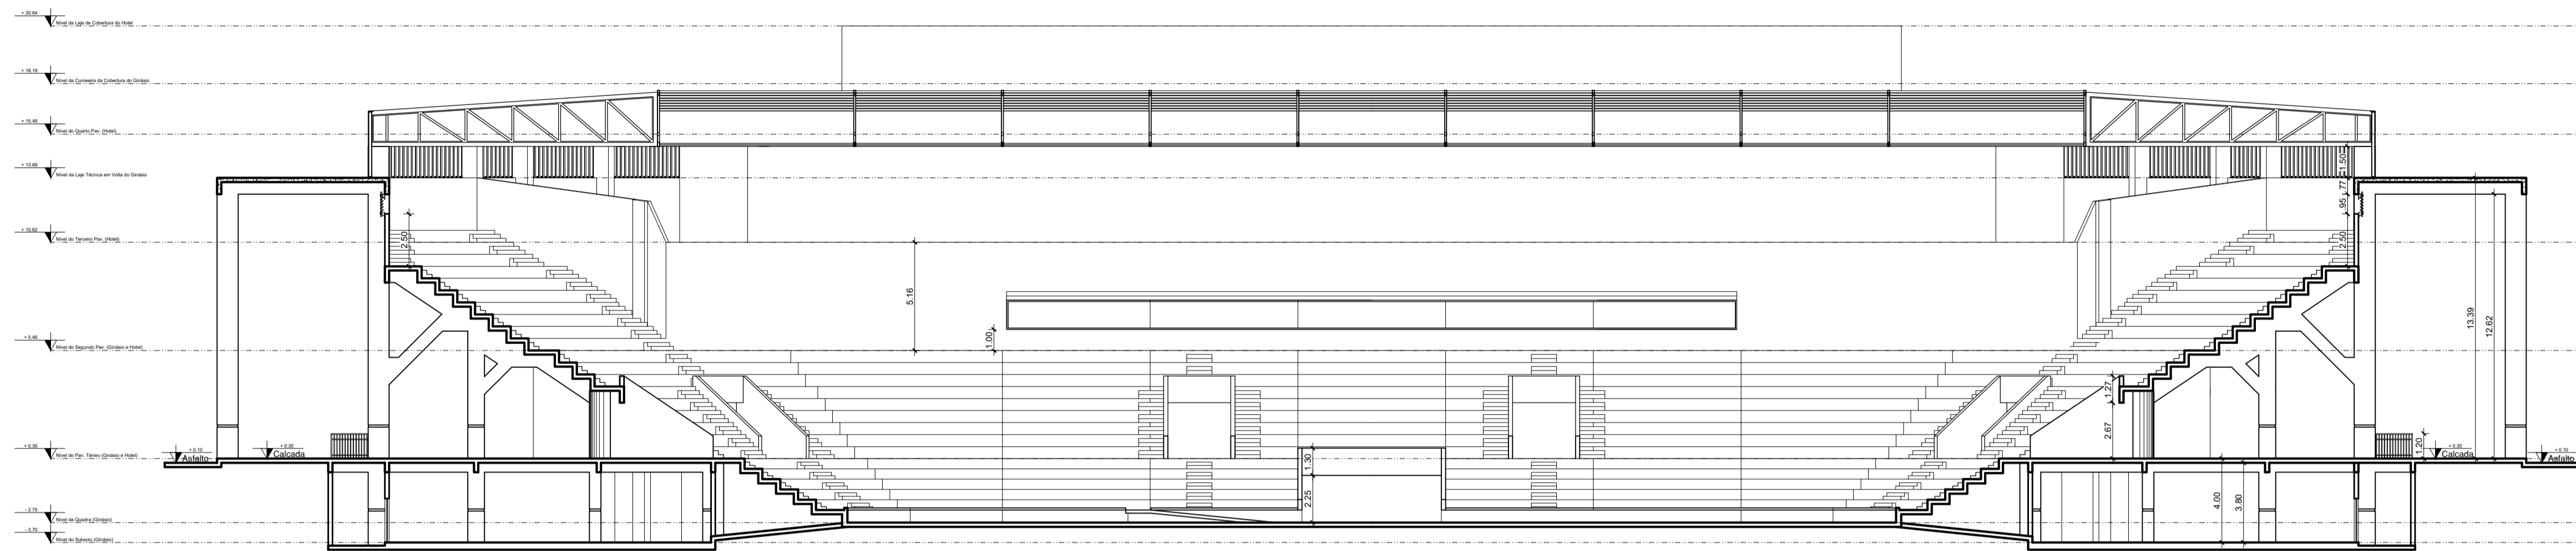 + 20.64
Nível da Laje de Cobertura do Hotel
+ 18.19
Nível da Cumeeira da Cobertura do Ginásio
+ 15.48
Nível do Quarto Pav. (Hotel)
+ 13.69
Nível da Laje Técnica em Volta do Ginásio
+ 10.62
Nível do Terceiro Pav. (Hotel)
+ 5.46
Nível do Segundo Pav. (Ginásio e Hotel)
+ 0.30
Nível do Pav. Térreo (Ginásio e Hotel)
- 2.75
Nível da Quadra (Ginásio)
- 3.70
Nível do Subsolo (Ginásio)
+ 0.10
Asfalto
+ 0.30
Calcada
2.50
5.16
1.00
1.30
2.25
1.50
.77
.95
2.50
13.39
12.62
1.27
2.67
1.20
4.00
3.80
+ 0.30
Calcada
+ 0.10
Asfalto